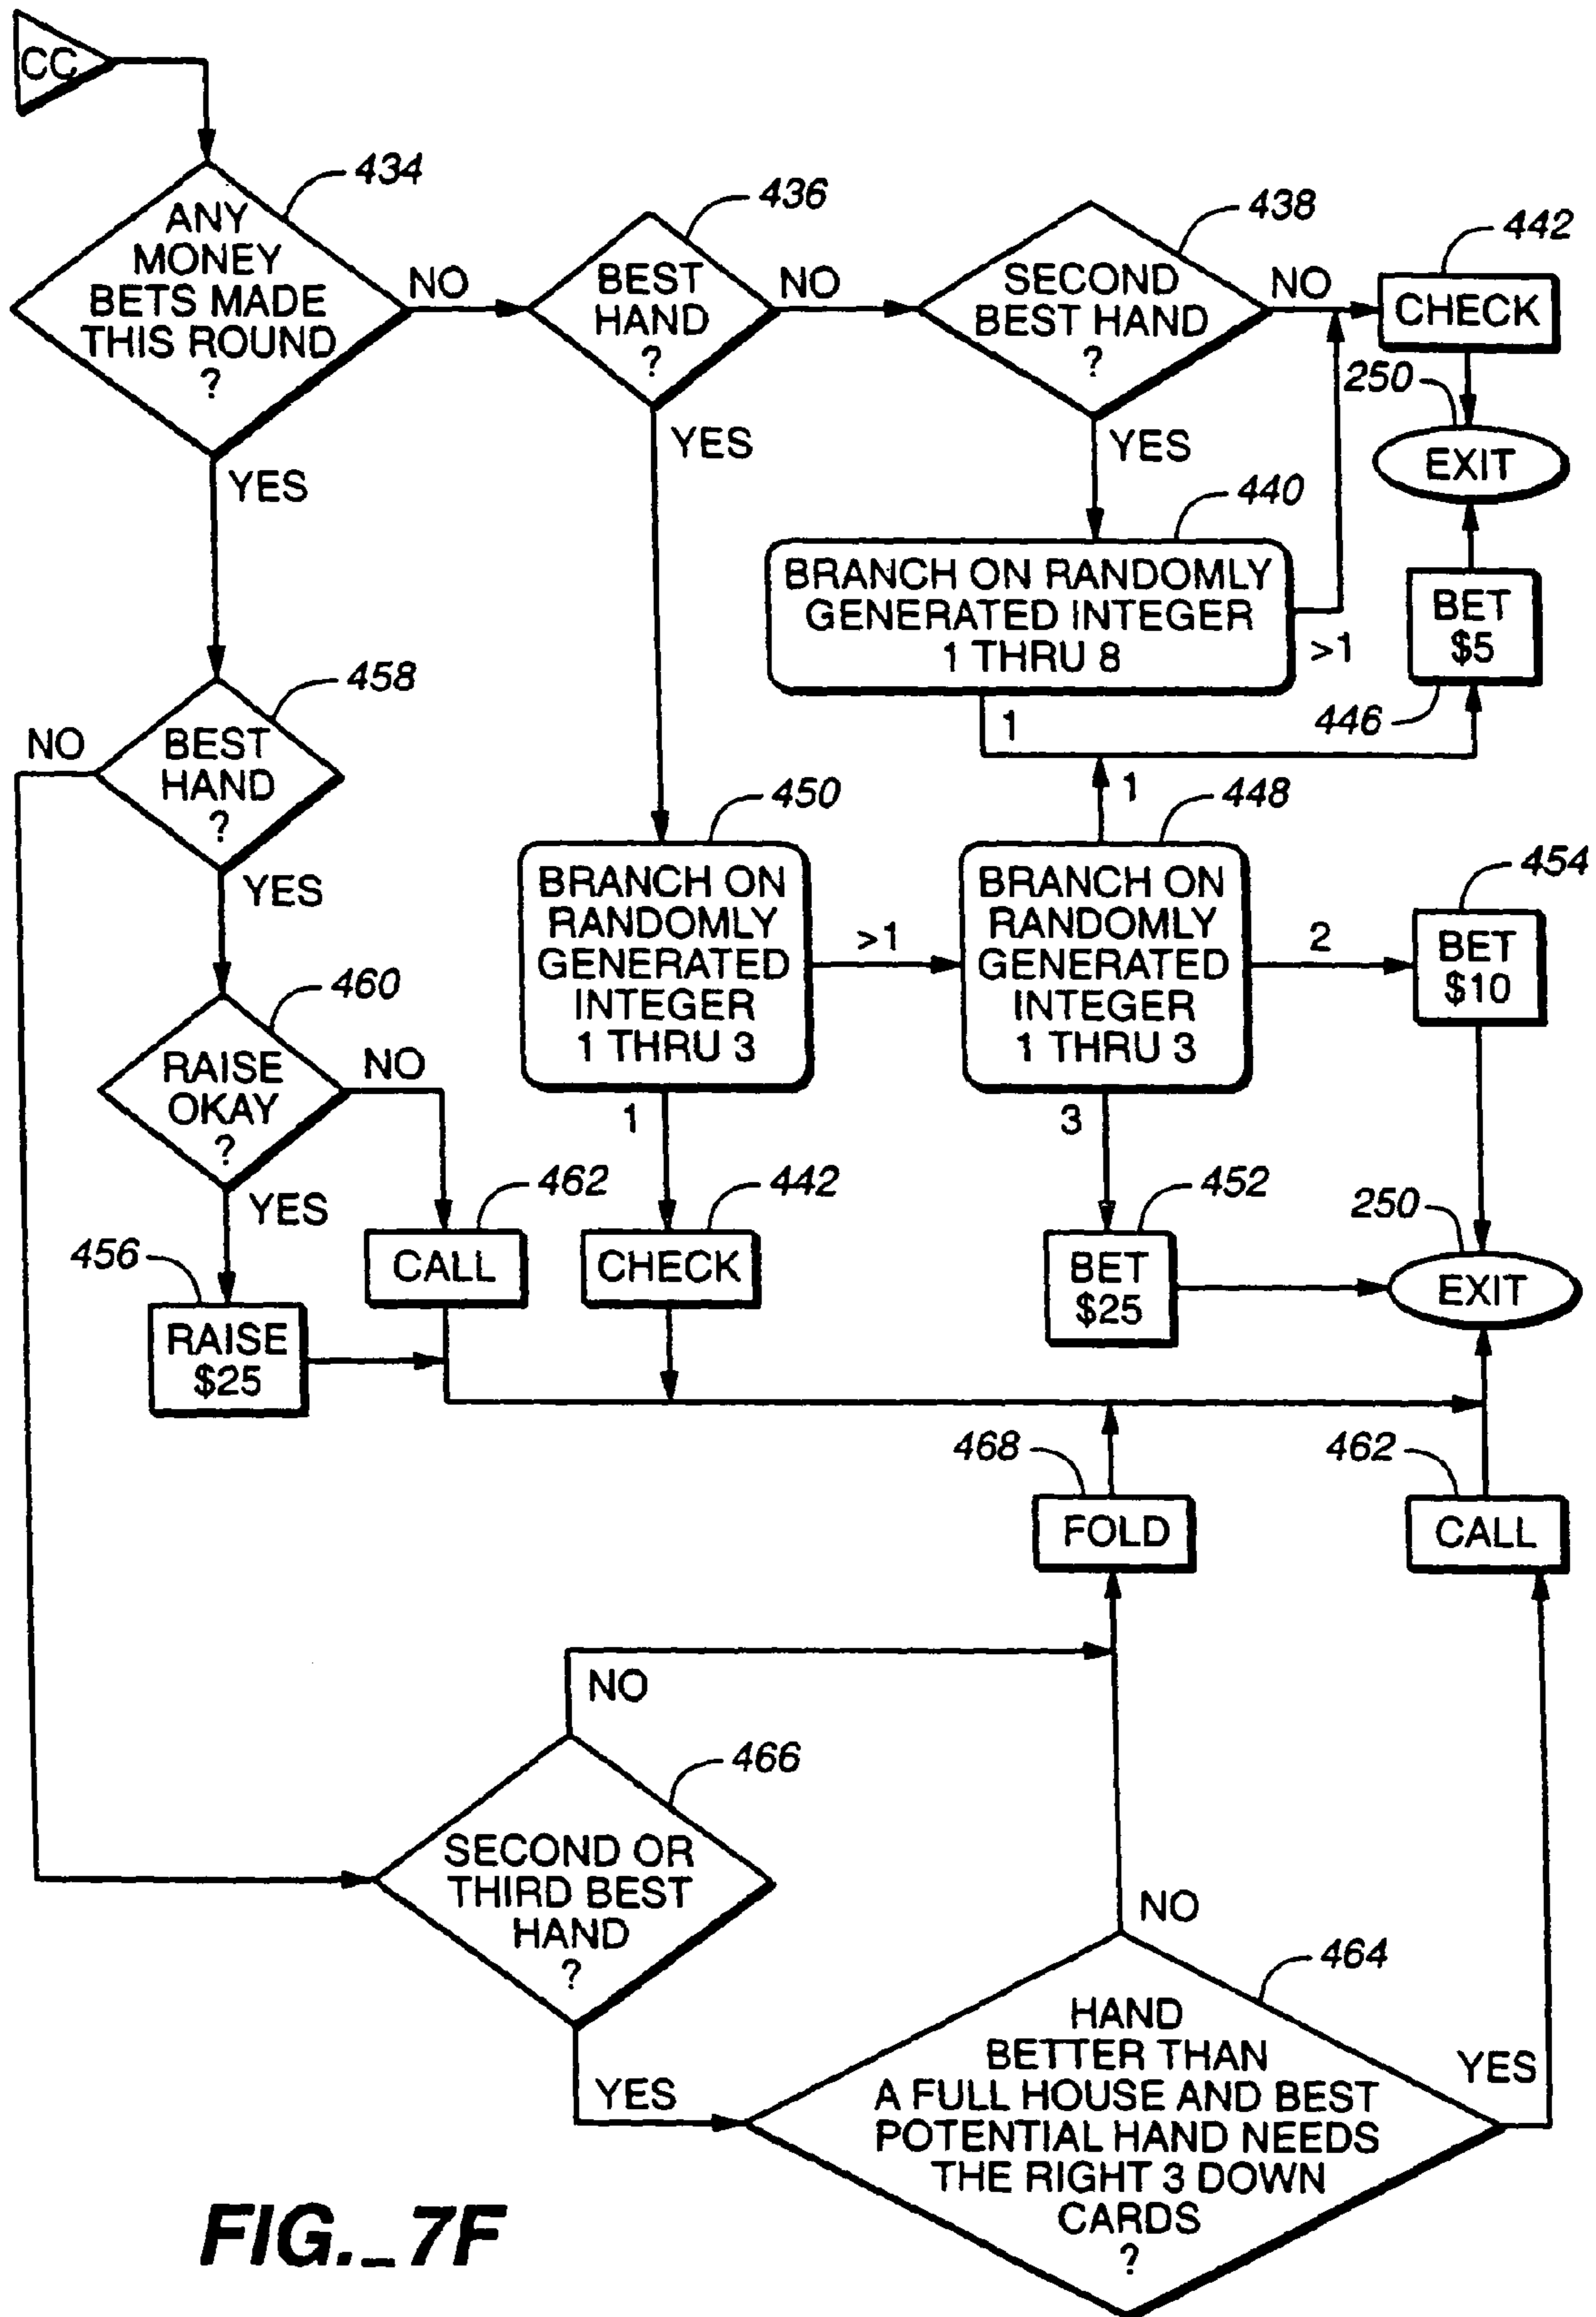 CC
434
ANY
MONEY
BETS MADE
THIS ROUND
?
NO
YES
436
BEST
HAND
?
NO
YES
438
SECOND
BEST HAND
?
NO
YES
442
CHECK
250
EXIT
440
BRANCH ON RANDOMLY
GENERATED INTEGER
1 THRU 8
>1
1
BET
$5
446
458
NO
BEST
HAND
?
YES
450
BRANCH ON
RANDOMLY
GENERATED
INTEGER
1 THRU 3
>1
1
448
1
BRANCH ON
RANDOMLY
GENERATED
INTEGER
1 THRU 3
2
3
454
BET
$10
460
RAISE
OKAY
?
NO
YES
456
RAISE
$25
462
CALL
442
CHECK
452
BET
$25
250
EXIT
468
FOLD
462
CALL
NO
466
SECOND OR
THIRD BEST
HAND
?
YES
NO
464
HAND
BETTER THAN
A FULL HOUSE AND BEST
POTENTIAL HAND NEEDS
THE RIGHT 3 DOWN
CARDS
?
YES
FIG._7F